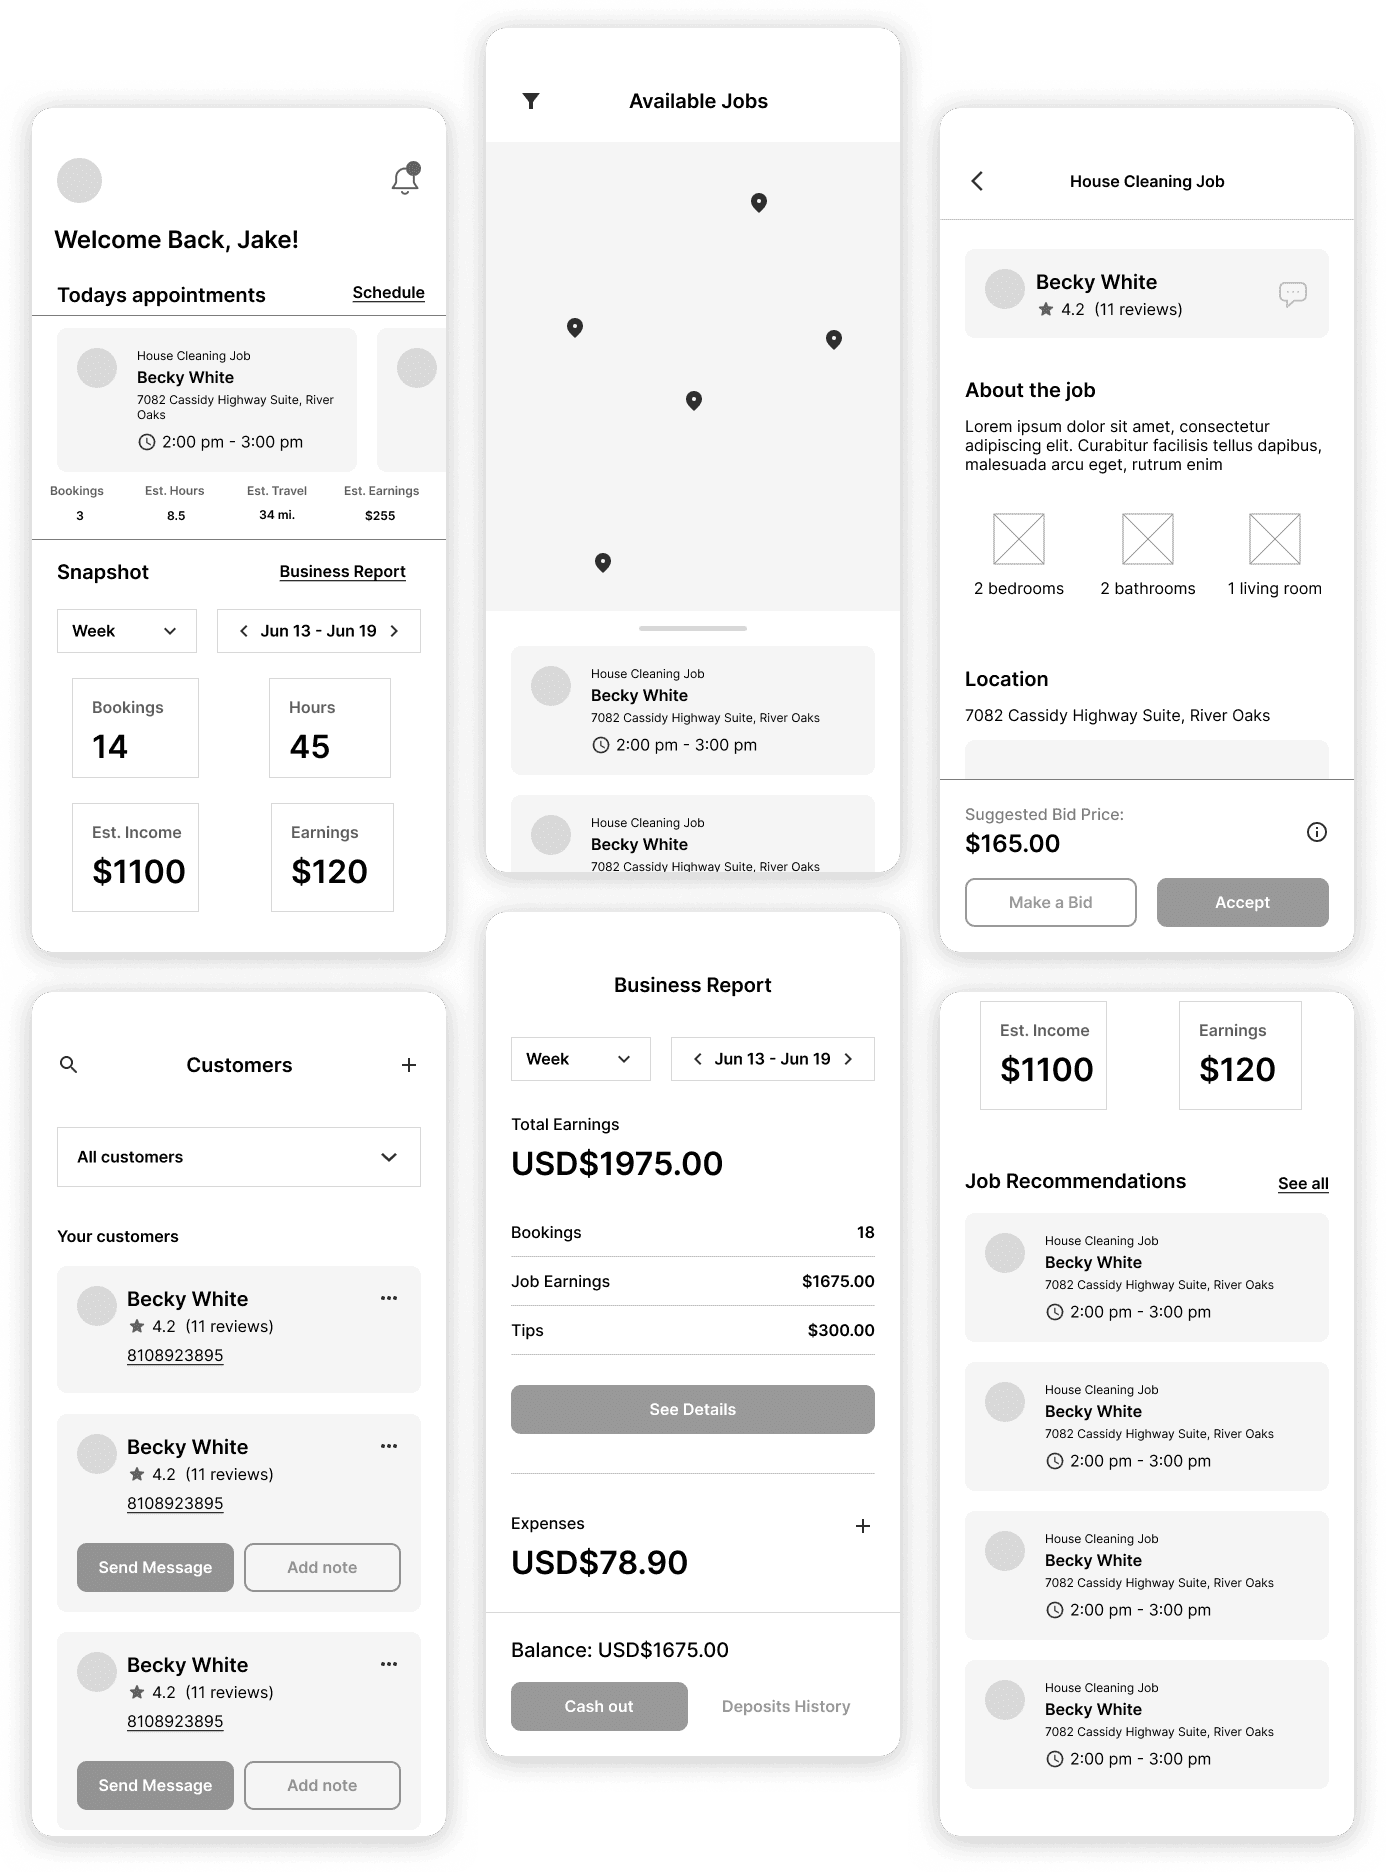 Welcome Back, Jake!
Todays appointments
Schedule
House Cleaning Job
Becky White
7082 Cassidy Highway Suite, River
Oaks
2:00 pm - 3:00 pm
Bookings
Est. Hours
Est. Travel
Est. Earnings
3
8.5
34 mi.
$255
Snapshot
Business Report
Week
Jun 13 - Jun 19
Bookings
14
Hours
45
Est. Income
$1100
Earnings
$120
Available Jobs
House Cleaning Job
Becky White
7082 Cassidy Highway Suite, River Oaks
2:00 pm - 3:00 pm
House Cleaning Job
Becky White
7082 Cassidy Highway Suite, River Oaks
House Cleaning Job
Becky White
4.2 (11 reviews)
About the job
Lorem ipsum dolor sit amet, consectetur
adipiscing elit. Curabitur facilisis tellus dapibus,
malesuada arcu eget, rutrum enim
2 bedrooms
2 bathrooms
1 living room
Location
7082 Cassidy Highway Suite, River Oaks
Suggested Bid Price:
$165.00
Make a Bid
Accept
Customers
All customers
Your customers
Becky White
4.2 (11 reviews)
8108923895
Becky White
4.2 (11 reviews)
8108923895
Send Message
Add note
Becky White
4.2 (11 reviews)
8108923895
Send Message
Add note
Business Report
Week
Jun 13 - Jun 19
Total Earnings
USD$1975.00
Bookings
18
Job Earnings
$1675.00
Tips
$300.00
See Details
Expenses
USD$78.90
Balance: USD$1675.00
Cash out
Deposits History
Est. Income
$1100
Earnings
$120
Job Recommendations
See all
House Cleaning Job
Becky White
7082 Cassidy Highway Suite, River Oaks
2:00 pm - 3:00 pm
House Cleaning Job
Becky White
7082 Cassidy Highway Suite, River Oaks
2:00 pm - 3:00 pm
House Cleaning Job
Becky White
7082 Cassidy Highway Suite, River Oaks
2:00 pm - 3:00 pm
House Cleaning Job
Becky White
7082 Cassidy Highway Suite, River Oaks
2:00 pm - 3:00 pm